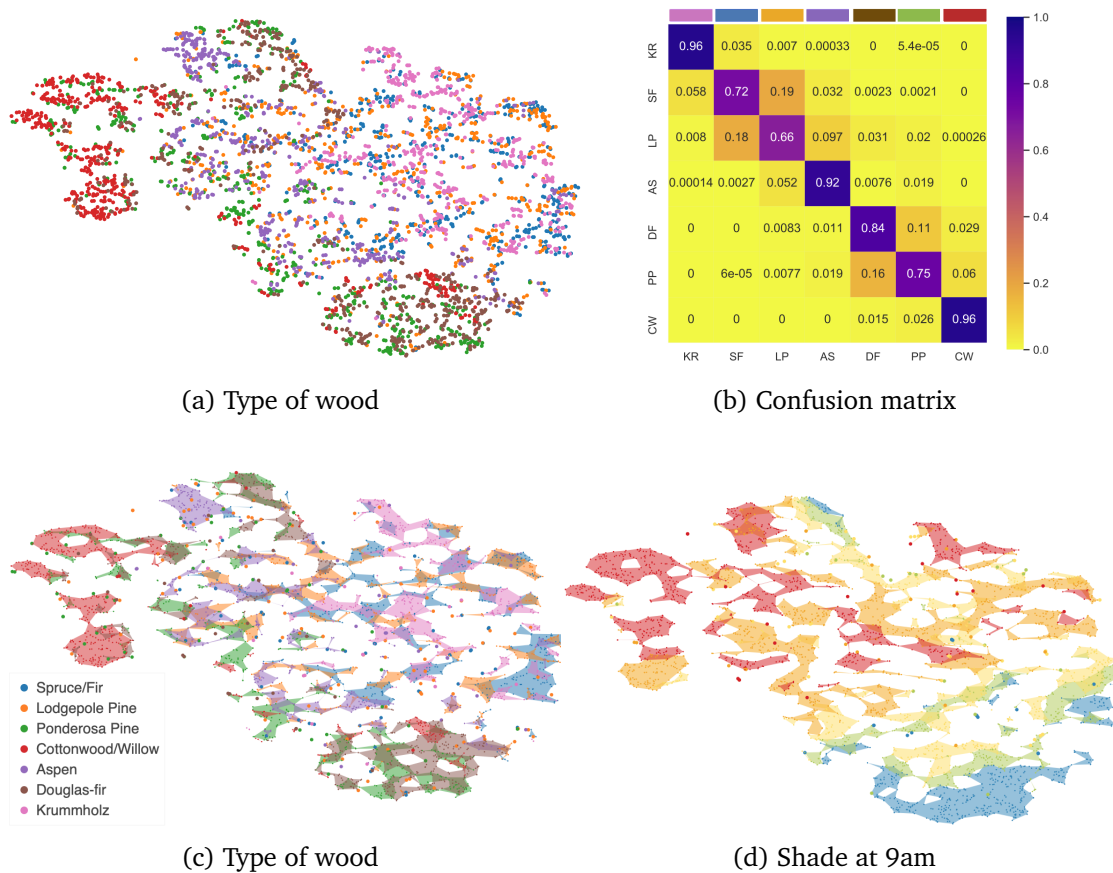 KR 0.96 0.035 0.007 0.00033 0 5.4e-05 0
SF 0.058 0.72 0.19 0.032 0.0023 0.0021 0
LP 0.008 0.18 0.66 0.097 0.031 0.02 0.00026
AS 0.00014 0.0027 0.052 0.92 0.0076 0.019 0
DF 0 0 0.0083 0.011 0.84 0.11 0.029
PP 0 6e-05 0.0077 0.019 0.16 0.75 0.06
CW 0 0 0 0 0.015 0.026 0.96
KR SF LP AS DF PP CW
1.0
0.8
0.6
0.4
0.2
0.0
(a) Type of wood
(b) Confusion matrix
Spruce/Fir
Lodgepole Pine
Ponderosa Pine
Cottonwood/Willow
Aspen
Douglas-fir
Krummholz
(c) Type of wood
(d) Shade at 9am